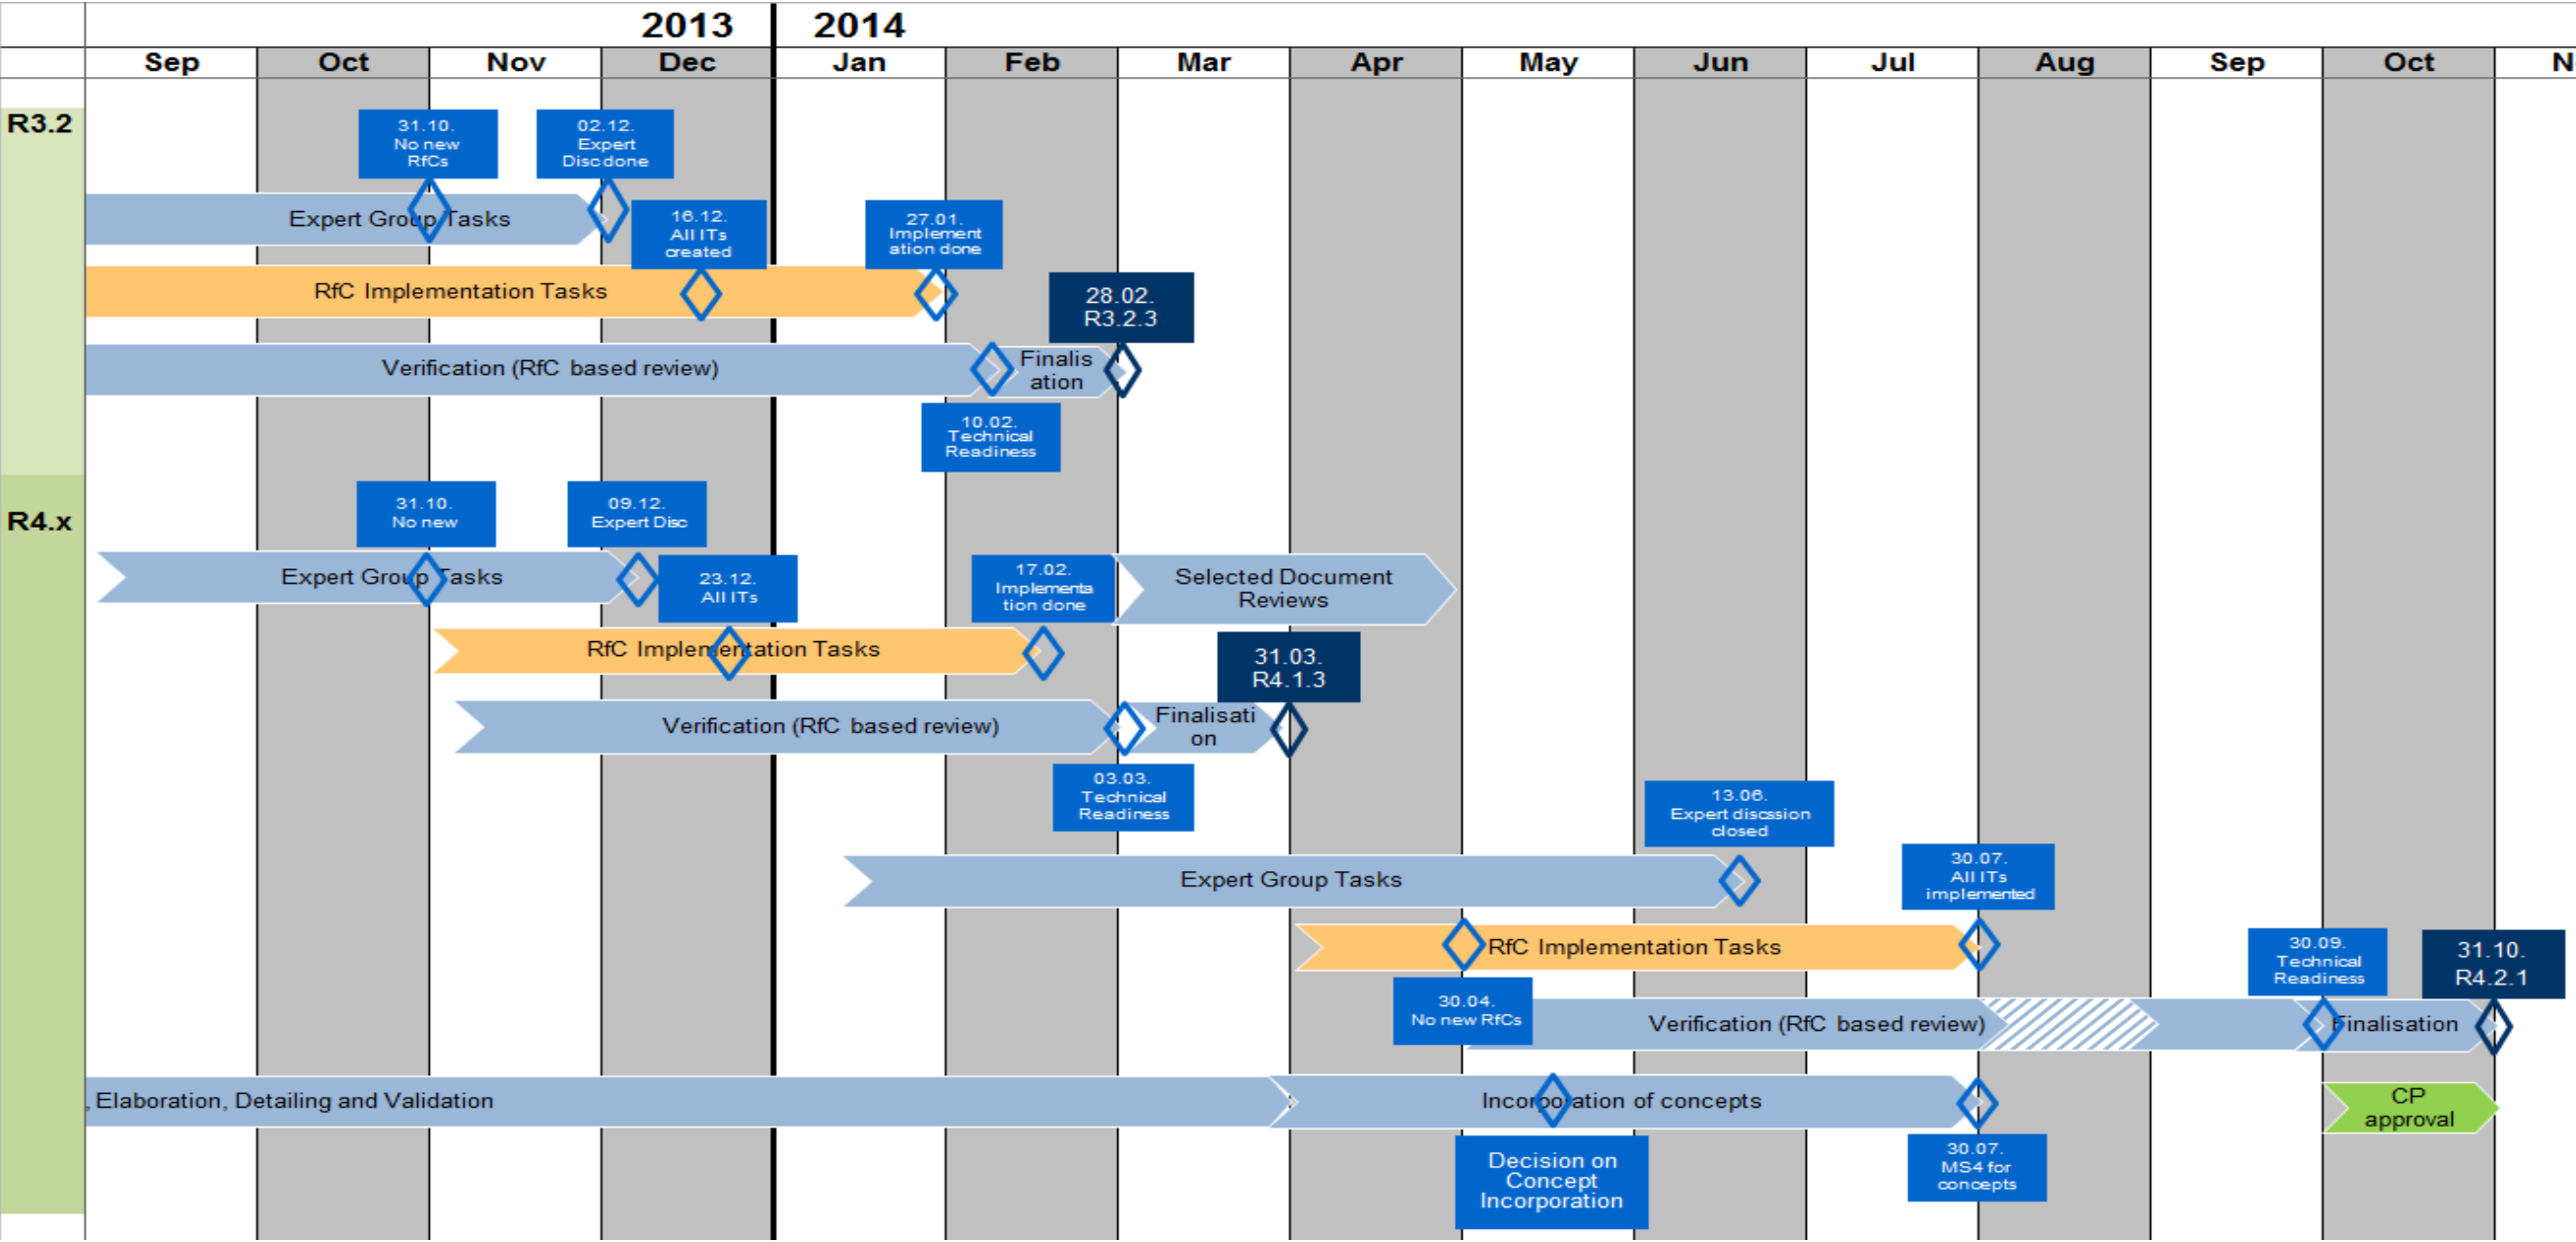 2013 2014
Sep Oct Nov Dec Jan Feb Mar Apr May Jun Jul Aug Sep Oct N
R3.2
31.10.
No new
RfCs
02.12.
Expert
Disc done
Expert Group Tasks
16.12.
All ITs
created
27.01.
Implement
ation done
RfC Implementation Tasks
28.02.
R3.2.3
Verification (RfC based review)
Finalis
ation
10.02.
Technical
Readiness
R4.x
31.10.
No new
09.12.
Expert Disc
Expert Group Tasks
23.12.
All ITs
17.02.
Implementa
tion done
Selected Document
Reviews
RfC Implementation Tasks
31.03.
R4.1.3
Verification (RfC based review)
Finalisati
on
03.03.
Technical
Readiness
13.06.
Expert discssion
closed
Expert Group Tasks
30.07.
All ITs
implemented
RfC Implementation Tasks
30.09.
Technical
Readiness
31.10.
R4.2.1
30.04.
No new RfCs
Verification (RfC based review)
Finalisation
, Elaboration, Detailing and Validation
Incorporation of concepts
CP
approval
Decision on
Concept
Incorporation
30.07.
MS4 for
concepts